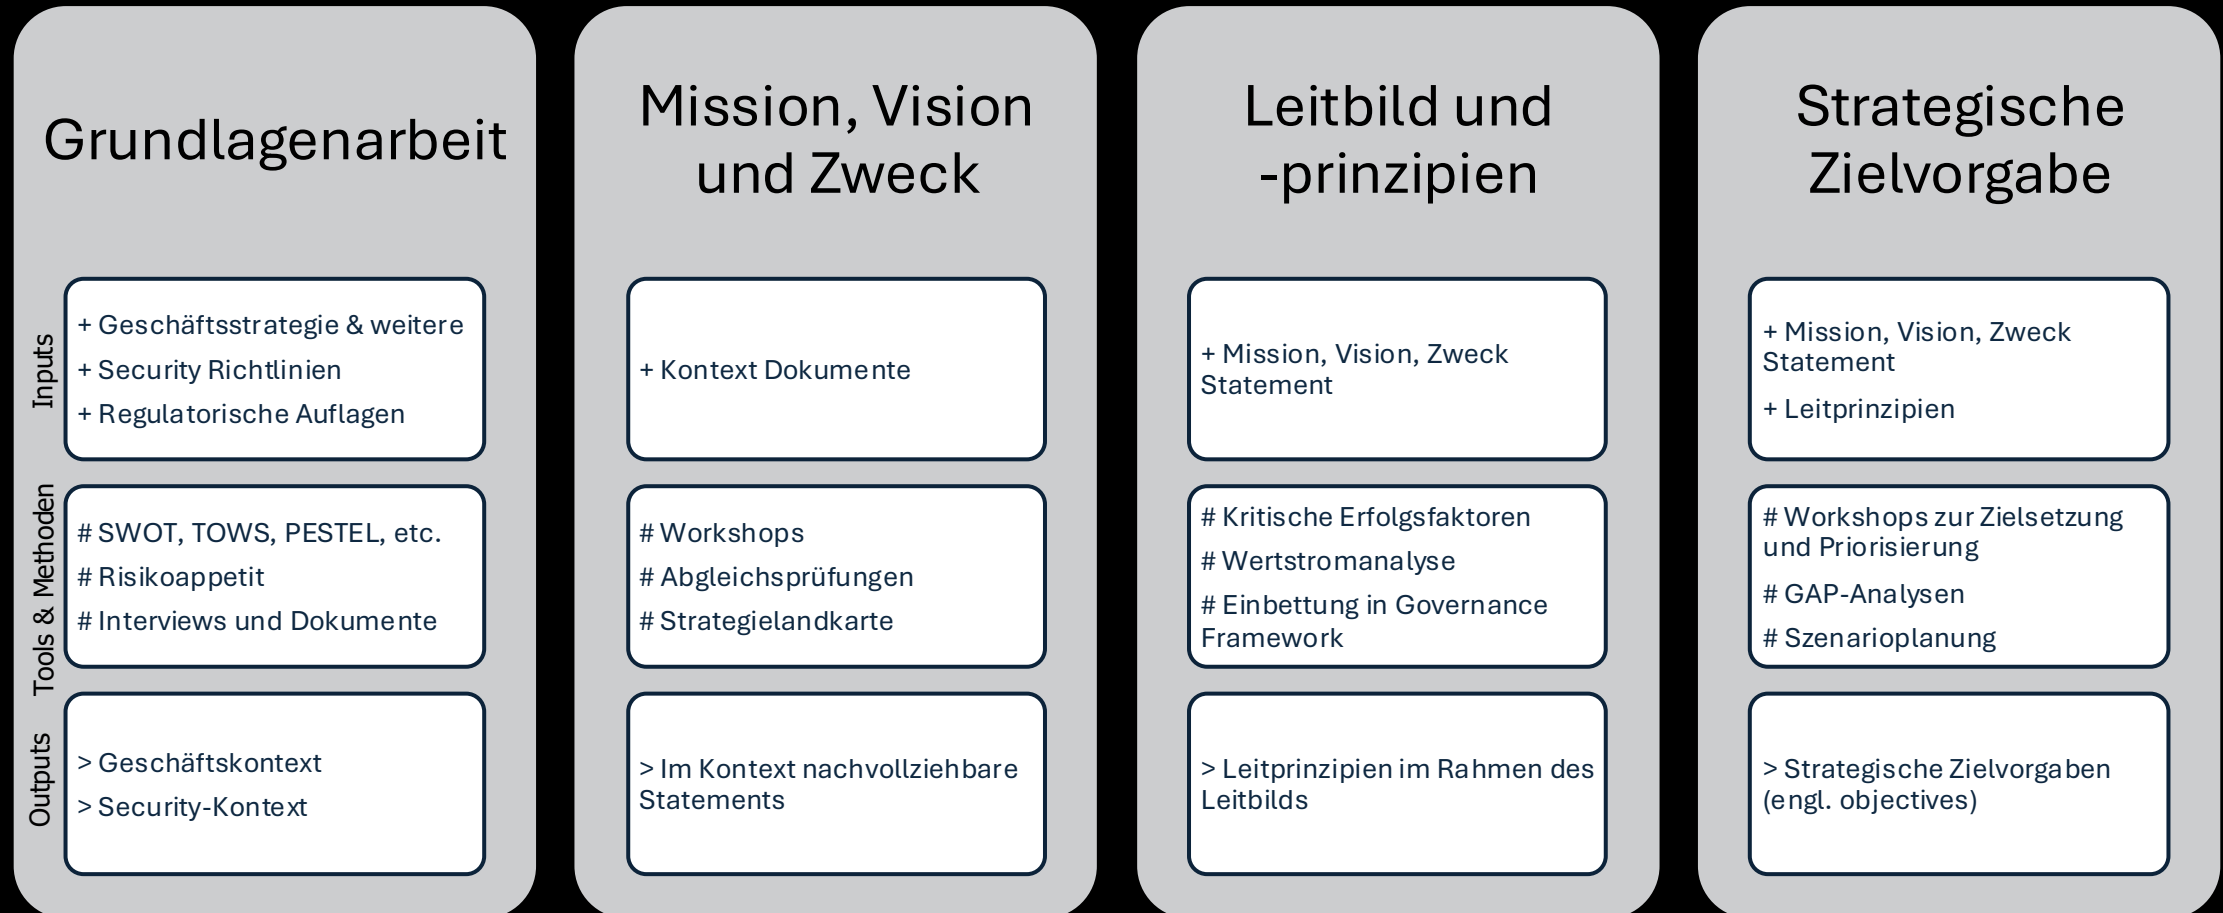 Grundlagenarbeit
Inputs
+ Geschäftsstrategie & weitere
+ Security Richtlinien
+ Regulatorische Auflagen
Tools & Methoden
# SWOT, TOWS, PESTEL, etc.
# Risikoappetit
# Interviews und Dokumente
Outputs
> Geschäftskontext
> Security-Kontext
Mission, Vision
und Zweck
+ Kontext Dokumente
# Workshops
# Abgleichsprüfungen
# Strategielandkarte
> Im Kontext nachvollziehbare
Statements
Leitbild und
-prinzipien
+ Mission, Vision, Zweck
Statement
# Kritische Erfolgsfaktoren
# Wertstromanalyse
# Einbettung in Governance
Framework
> Leitprinzipien im Rahmen des
Leitbilds
Strategische
Zielvorgabe
+ Mission, Vision, Zweck
Statement
+ Leitprinzipien
# Workshops zur Zielsetzung
und Priorisierung
# GAP-Analysen
# Szenarioplanung
> Strategische Zielvorgaben
(engl. objectives)